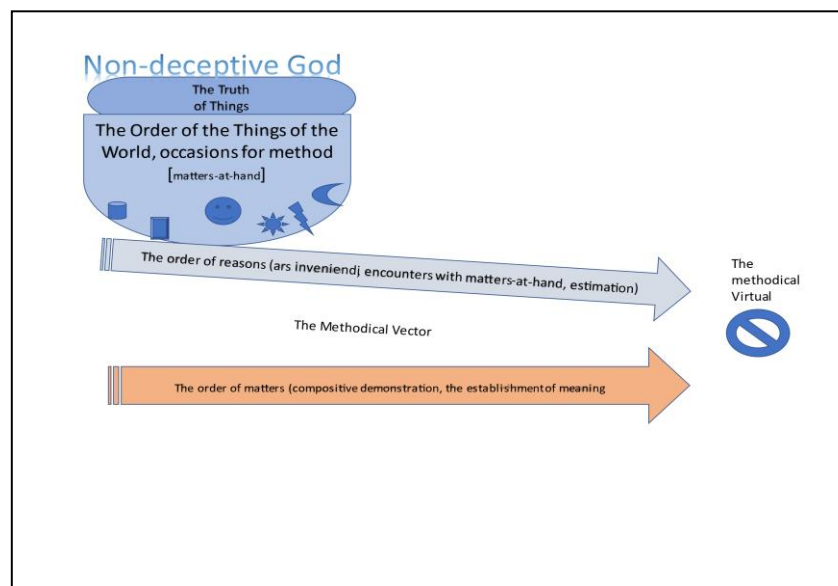 Non-deceptive God
The Truth
of Things
The Order of the Things of the
World, occasions for method
[matters-at-hand]
The order of reasons (ars inveniendi, encounters with matters-at-hand, estimation)
The
methodical
Virtual
The Methodical Vector
The order of matters (compositive demonstration, the establishment of meaning